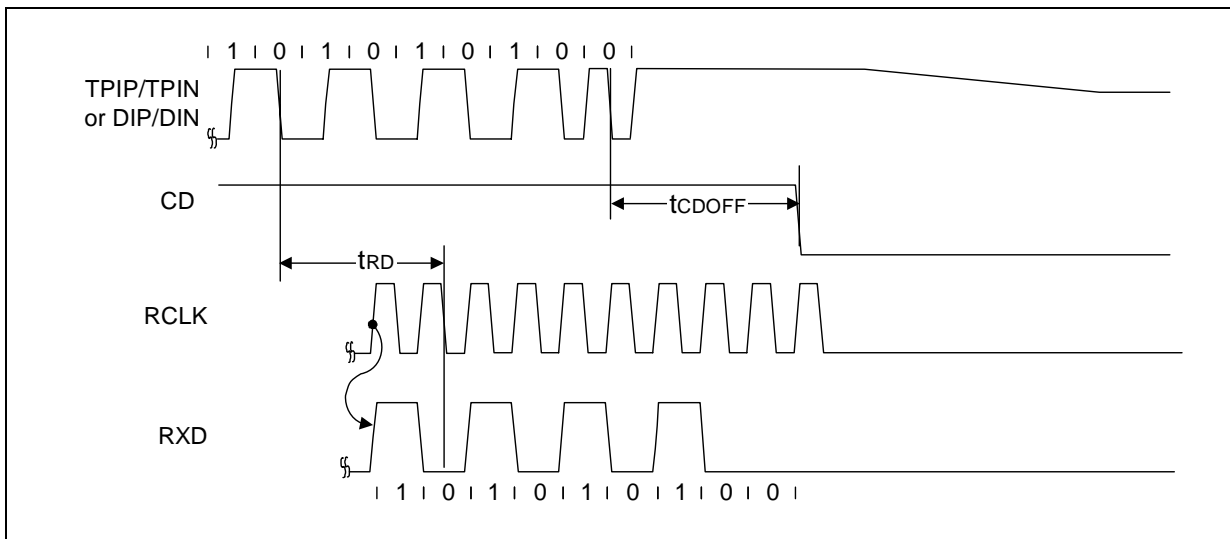 1 0 1 0 1 0 1 0 0
TPIP/TPIN
or DIP/DIN
CD
tCDOFF
tRD
RCLK
RXD
1 0 1 0 1 0 1 0 0